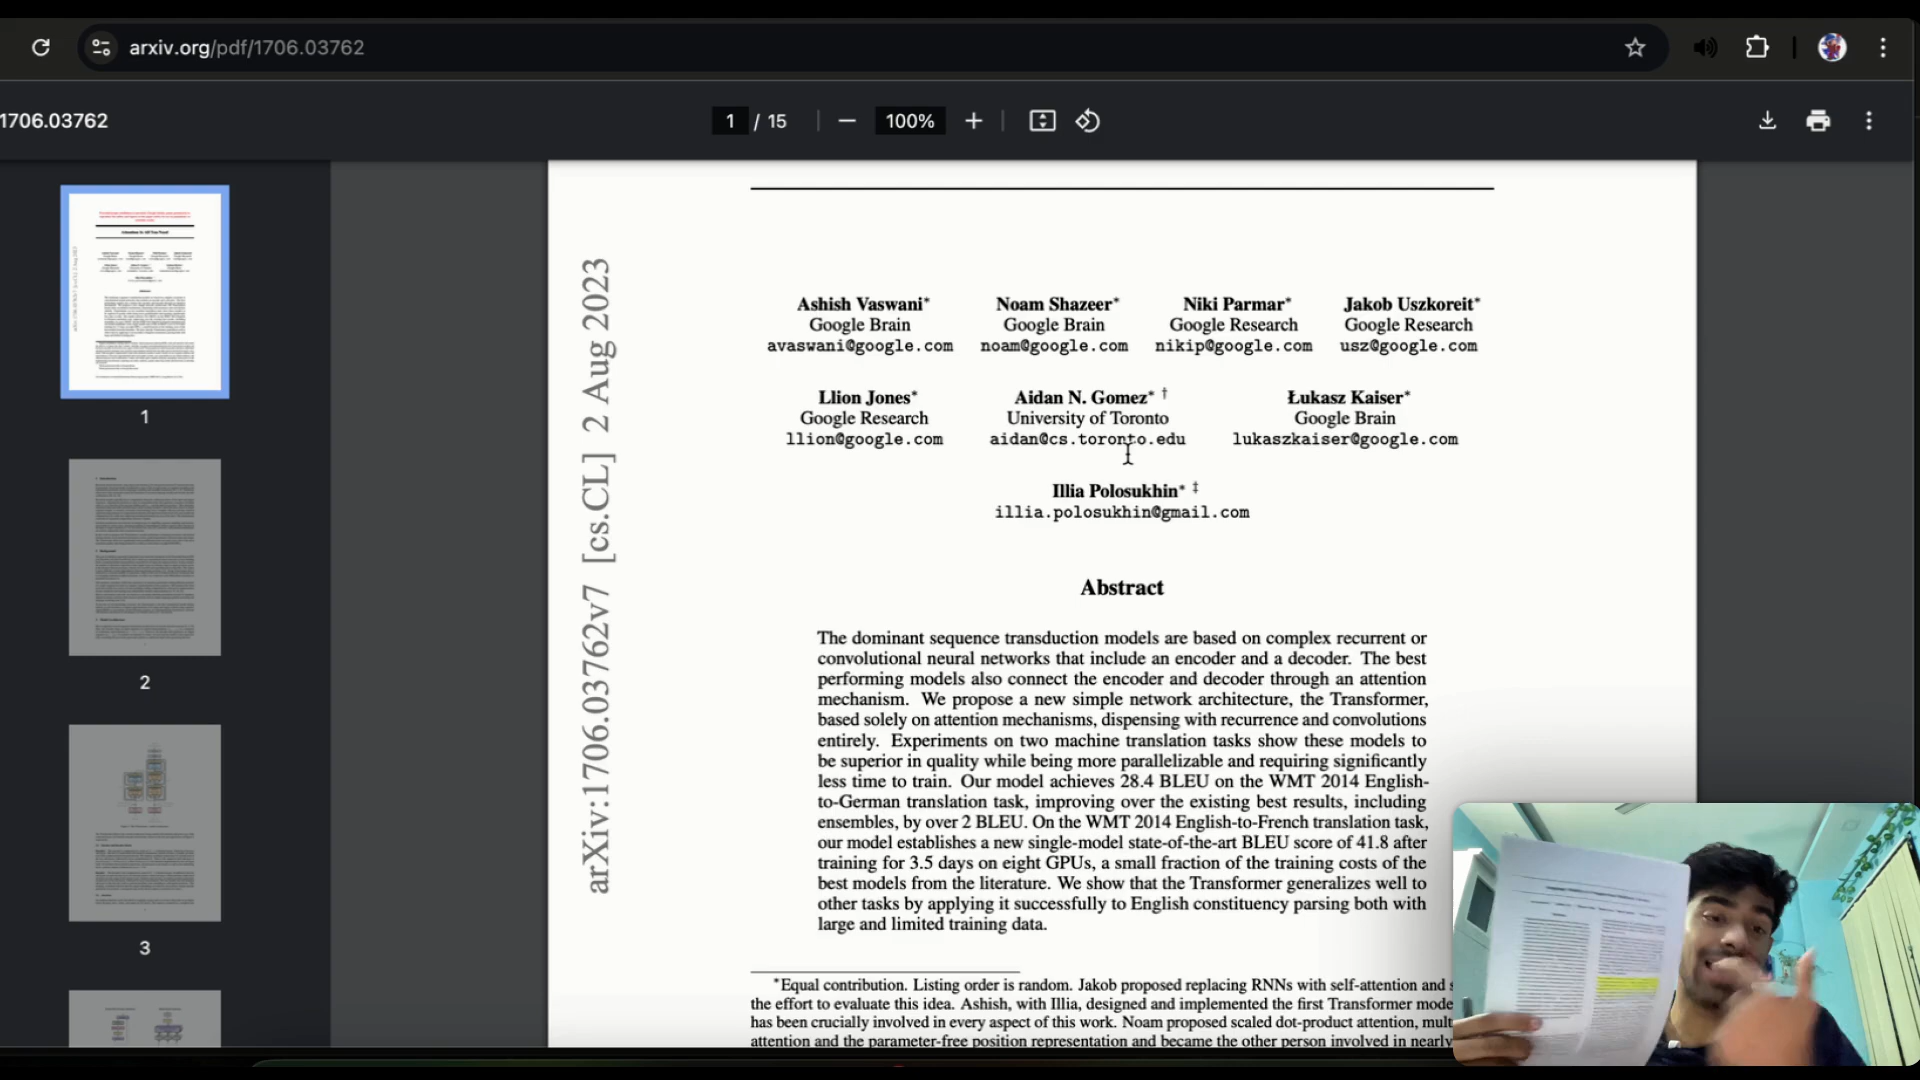 arxiv.org/pdf/1706.03762
1706.03762
1 / 15
100%
1
2
3
arXiv:1706.03762v7 [cs.CL] 2 Aug 2023
Ashish Vaswani* Noam Shazeer* Niki Parmar* Jakob Uszkoreit*
Google Brain Google Brain Google Research Google Research
avaswani@google.com noam@google.com nikip@google.com usz@google.com
Llion Jones* Aidan N. Gomez* † Łukasz Kaiser*
Google Research University of Toronto Google Brain
llion@google.com aidan@cs.toronto.edu lukaszkaiser@google.com
Illia Polosukhin* ‡
illia.polosukhin@gmail.com
Abstract
The dominant sequence transduction models are based on complex recurrent or
convolutional neural networks that include an encoder and a decoder. The best
performing models also connect the encoder and decoder through an attention
mechanism. We propose a new simple network architecture, the Transformer,
based solely on attention mechanisms, dispensing with recurrence and convolutions
entirely. Experiments on two machine translation tasks show these models to
be superior in quality while being more parallelizable and requiring significantly
less time to train. Our model achieves 28.4 BLEU on the WMT 2014 English-
to-German translation task, improving over the existing best results, including
ensembles, by over 2 BLEU. On the WMT 2014 English-to-French translation task,
our model establishes a new single-model state-of-the-art BLEU score of 41.8 after
training for 3.5 days on eight GPUs, a small fraction of the training costs of the
best models from the literature. We show that the Transformer generalizes well to
other tasks by applying it successfully to English constituency parsing both with
large and limited training data.
*Equal contribution. Listing order is random. Jakob proposed replacing RNNs with self-attention and
the effort to evaluate this idea. Ashish, with Illia, designed and implemented the first Transformer mode
has been crucially involved in every aspect of this work. Noam proposed scaled dot-product attention, mul
attention and the parameter-free position representation and became the other person involved in nearly